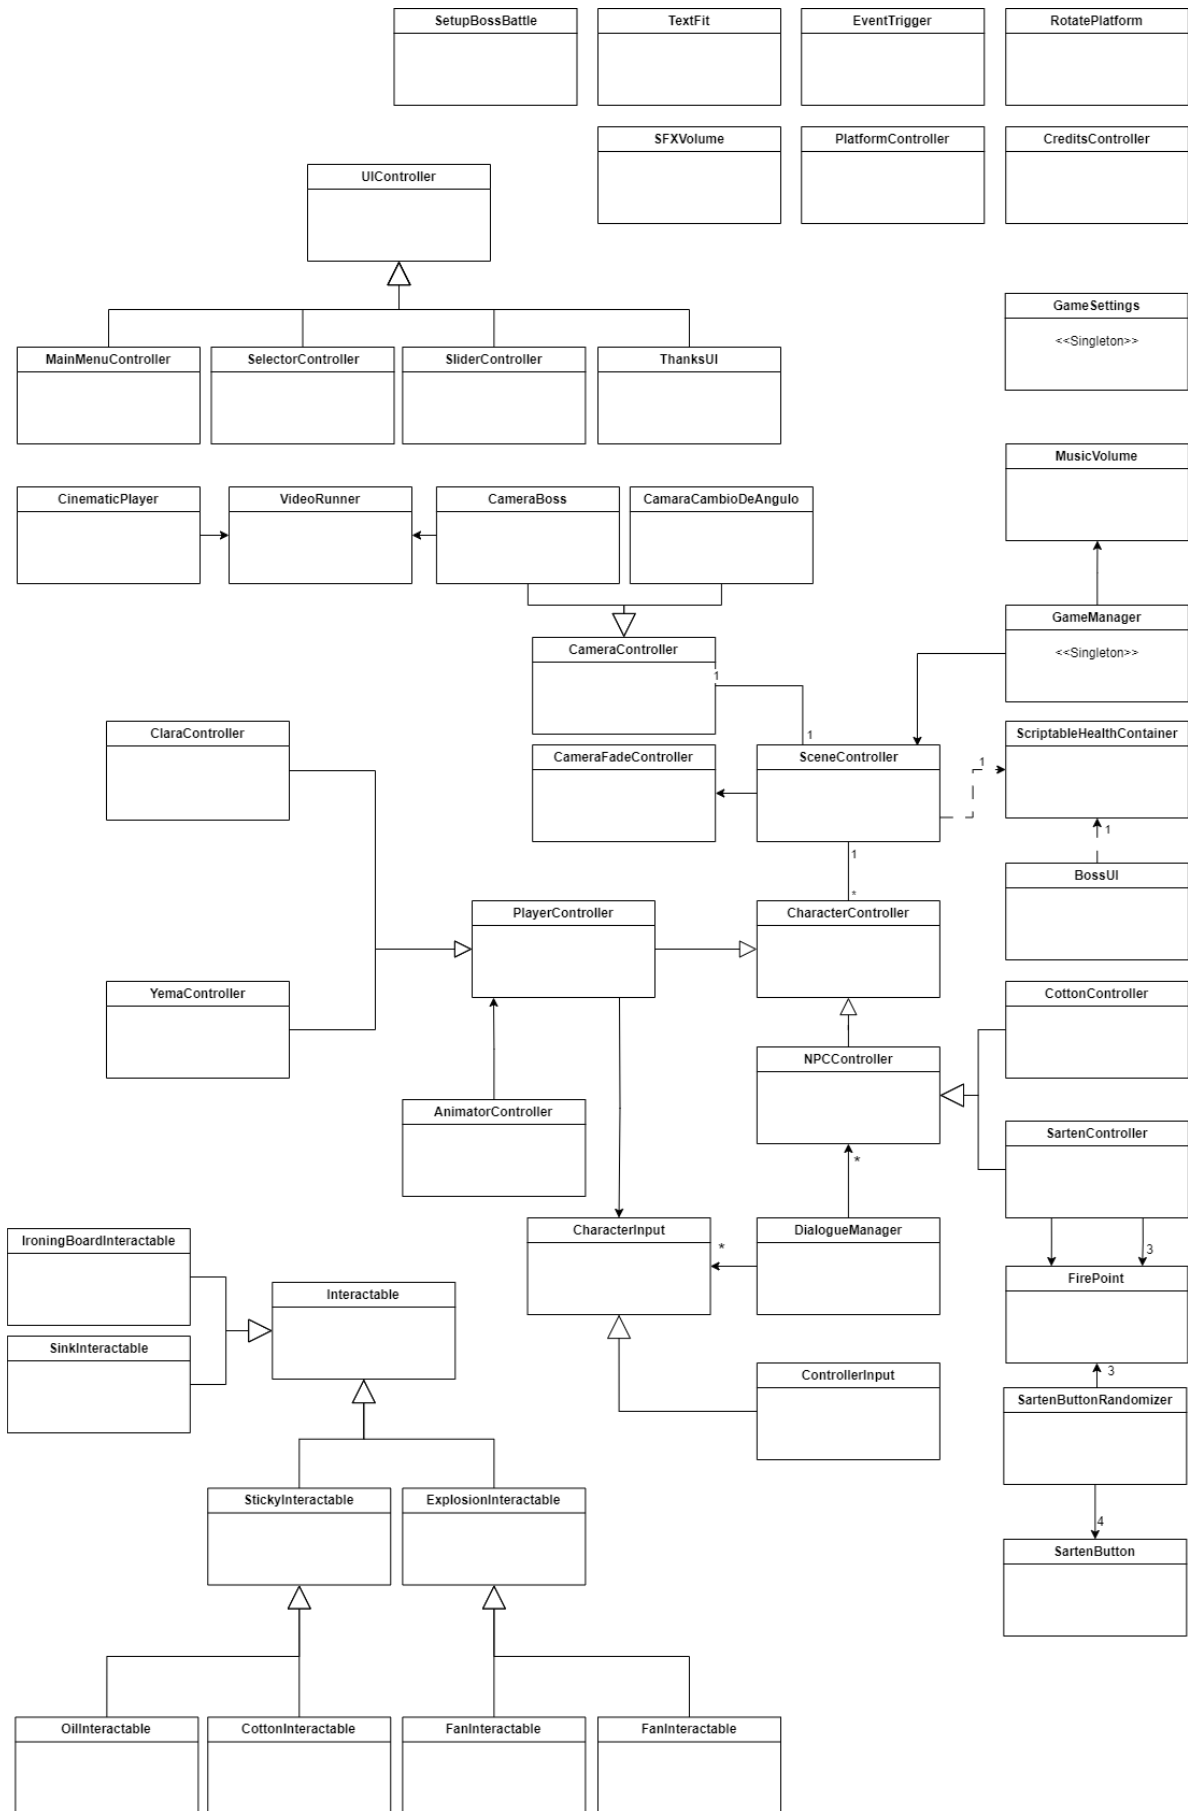 SetupBossBattle
TextFit
EventTrigger
RotatePlatform
SFXVolume
PlatformController
CreditsController
UIController
GameSettings
<<Singleton>>
MainMenuController
SelectorController
SliderController
ThanksUI
MusicVolume
CinematicPlayer
VideoRunner
CameraBoss
CamaraCambioDeAngulo
GameManager
<<Singleton>>
CameraController
1
1
ClaraController
CameraFadeController
SceneController
ScriptableHealthContainer
1
1
1
*
BossUI
PlayerController
CharacterController
YemaController
CottonController
NPCController
AnimatorController
SartenController
*
CharacterInput
DialogueManager
*
3
IroningBoardInteractable
Interactable
FirePoint
SinkInteractable
3
ControllerInput
SartenButtonRandomizer
StickyInteractable
ExplosionInteractable
4
SartenButton
OilInteractable
CottonInteractable
FanInteractable
FanInteractable